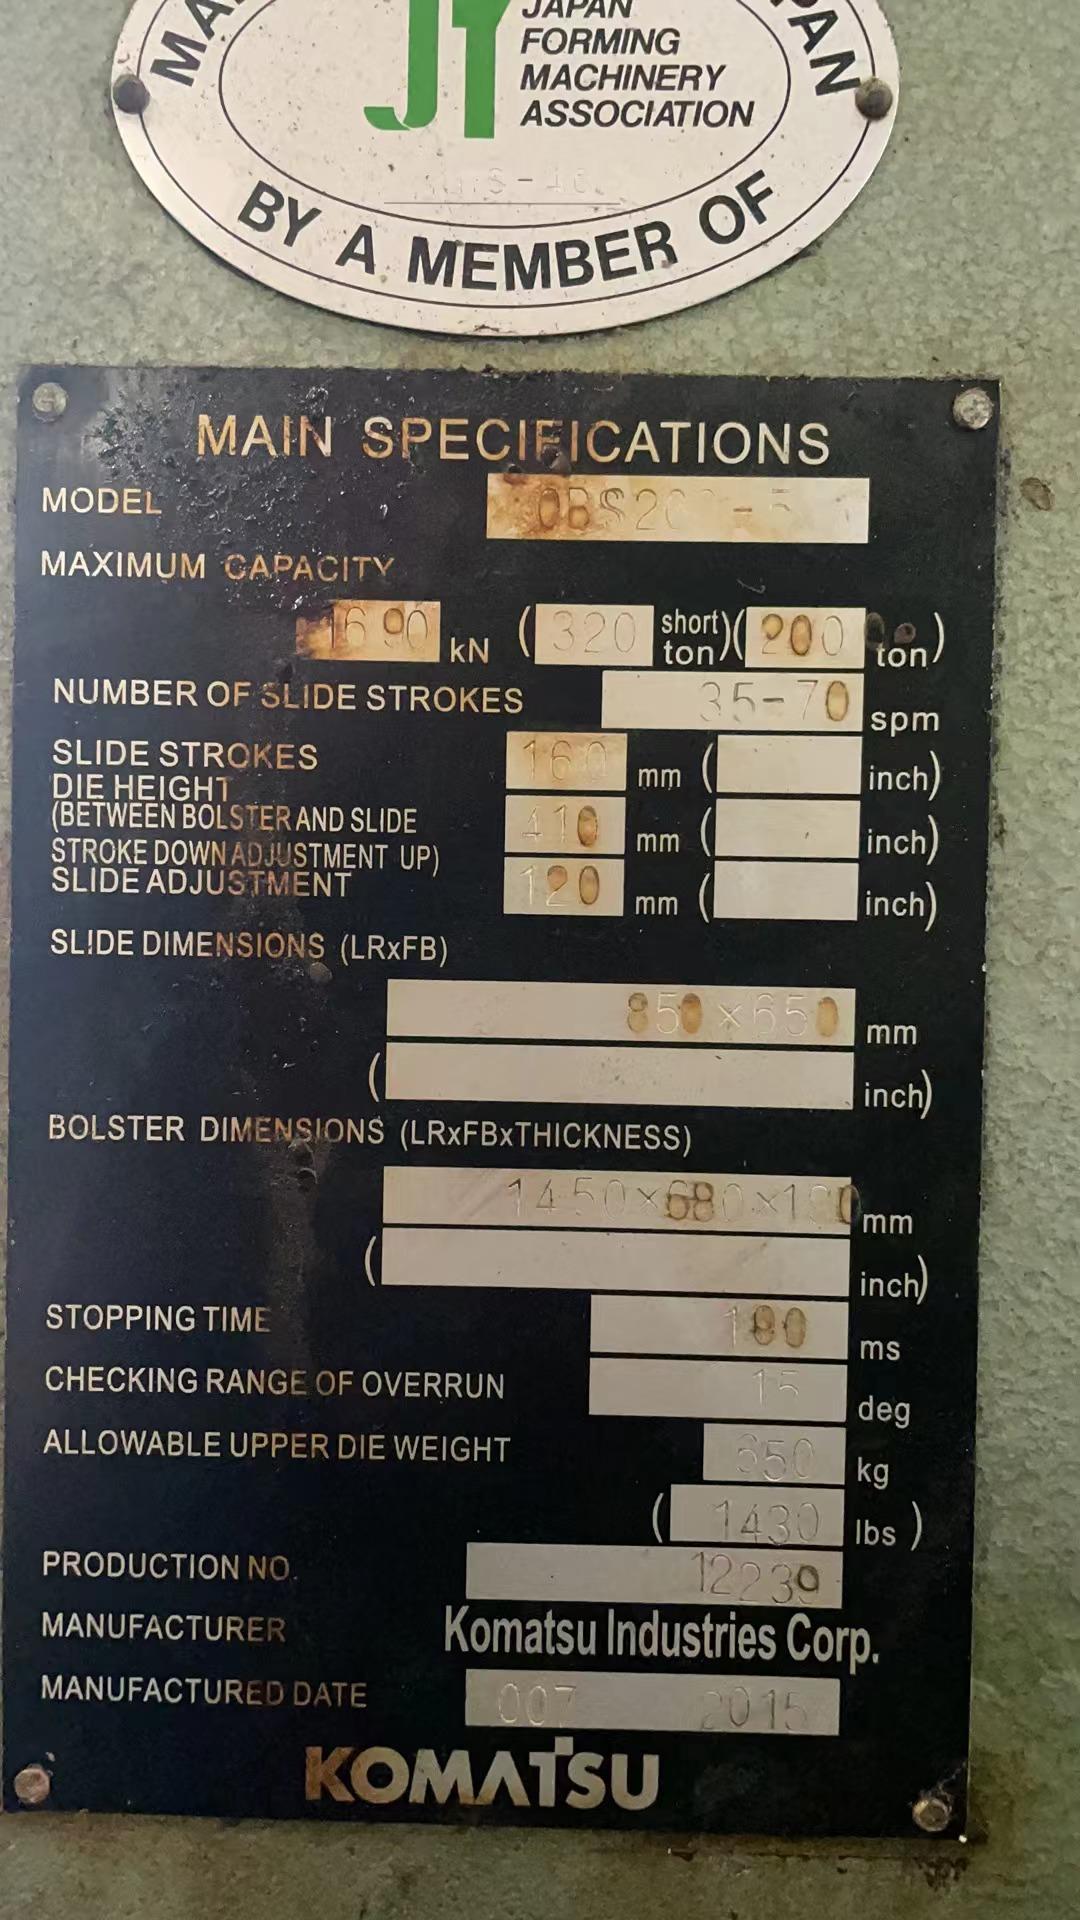 JAPAN
FORMING
MACHINERY
ASSOCIATION
BY A MEMBER OF
MAIN SPECIFICATIONS
MODEL
MAXIMUM CAPACITY
1690 kN (320 short ton)(200 ton)
NUMBER OF SLIDE STROKES 35-70 spm
SLIDE STROKES 160 mm ( inch)
DIE HEIGHT
(BETWEEN BOLSTER AND SLIDE 410 mm ( inch)
STROKE DOWN ADJUSTMENT UP)
SLIDE ADJUSTMENT 120 mm ( inch)
SLIDE DIMENSIONS (LRxFB)
850×650 mm
( inch)
BOLSTER DIMENSIONS (LRxFBxTHICKNESS)
1450×680× mm
( inch)
STOPPING TIME ms
CHECKING RANGE OF OVERRUN 15 deg
ALLOWABLE UPPER DIE WEIGHT 650 kg
(1430 lbs)
PRODUCTION NO. 12239
MANUFACTURER Komatsu Industries Corp.
MANUFACTURED DATE 007 2015
KOMATSU